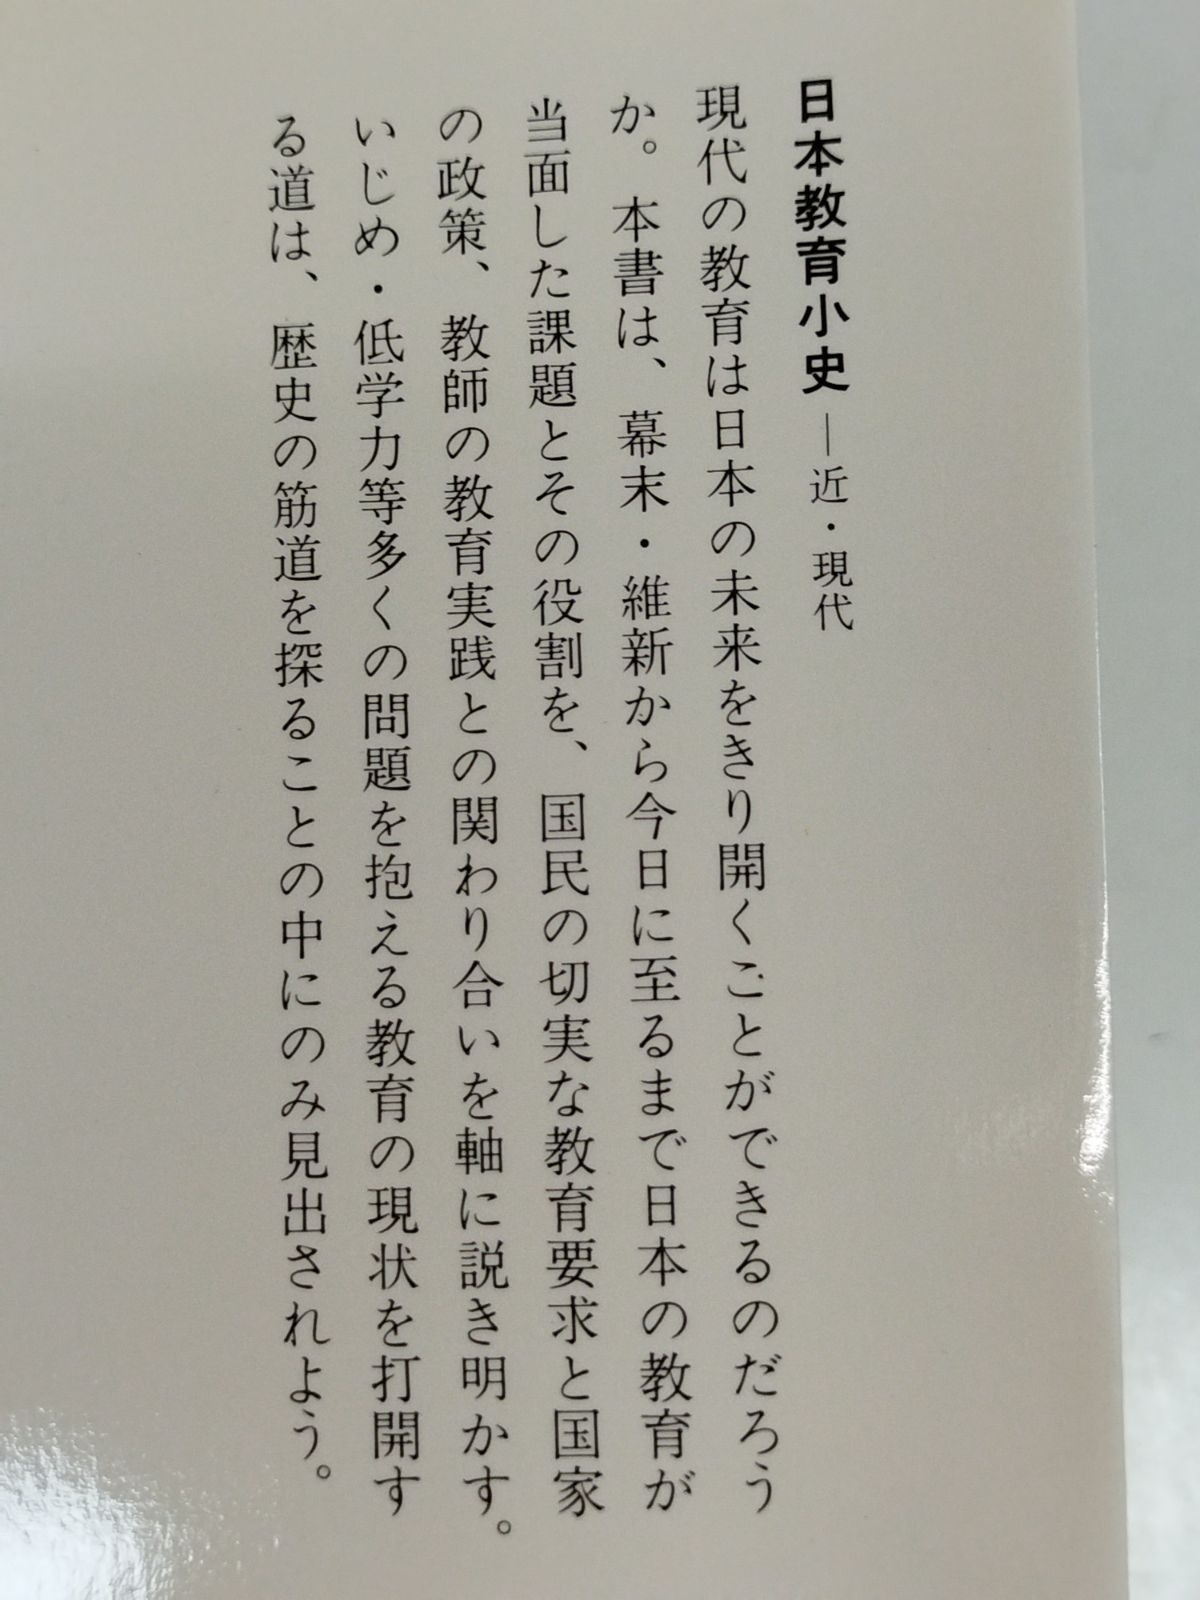 日本教育小史―近・現代
現代の教育は日本の未来をきり開くことができるのだろう
か。本書は、幕末・維新から今日に至るまで日本の教育が
当面した課題とその役割を、国民の切実な教育要求と国家
の政策、教師の教育実践との関わり合いを軸に説き明かす。
いじめ・低学力等多くの問題を抱える教育の現状を打開す
る道は、歴史の筋道を探ることの中にのみ見出されよう。